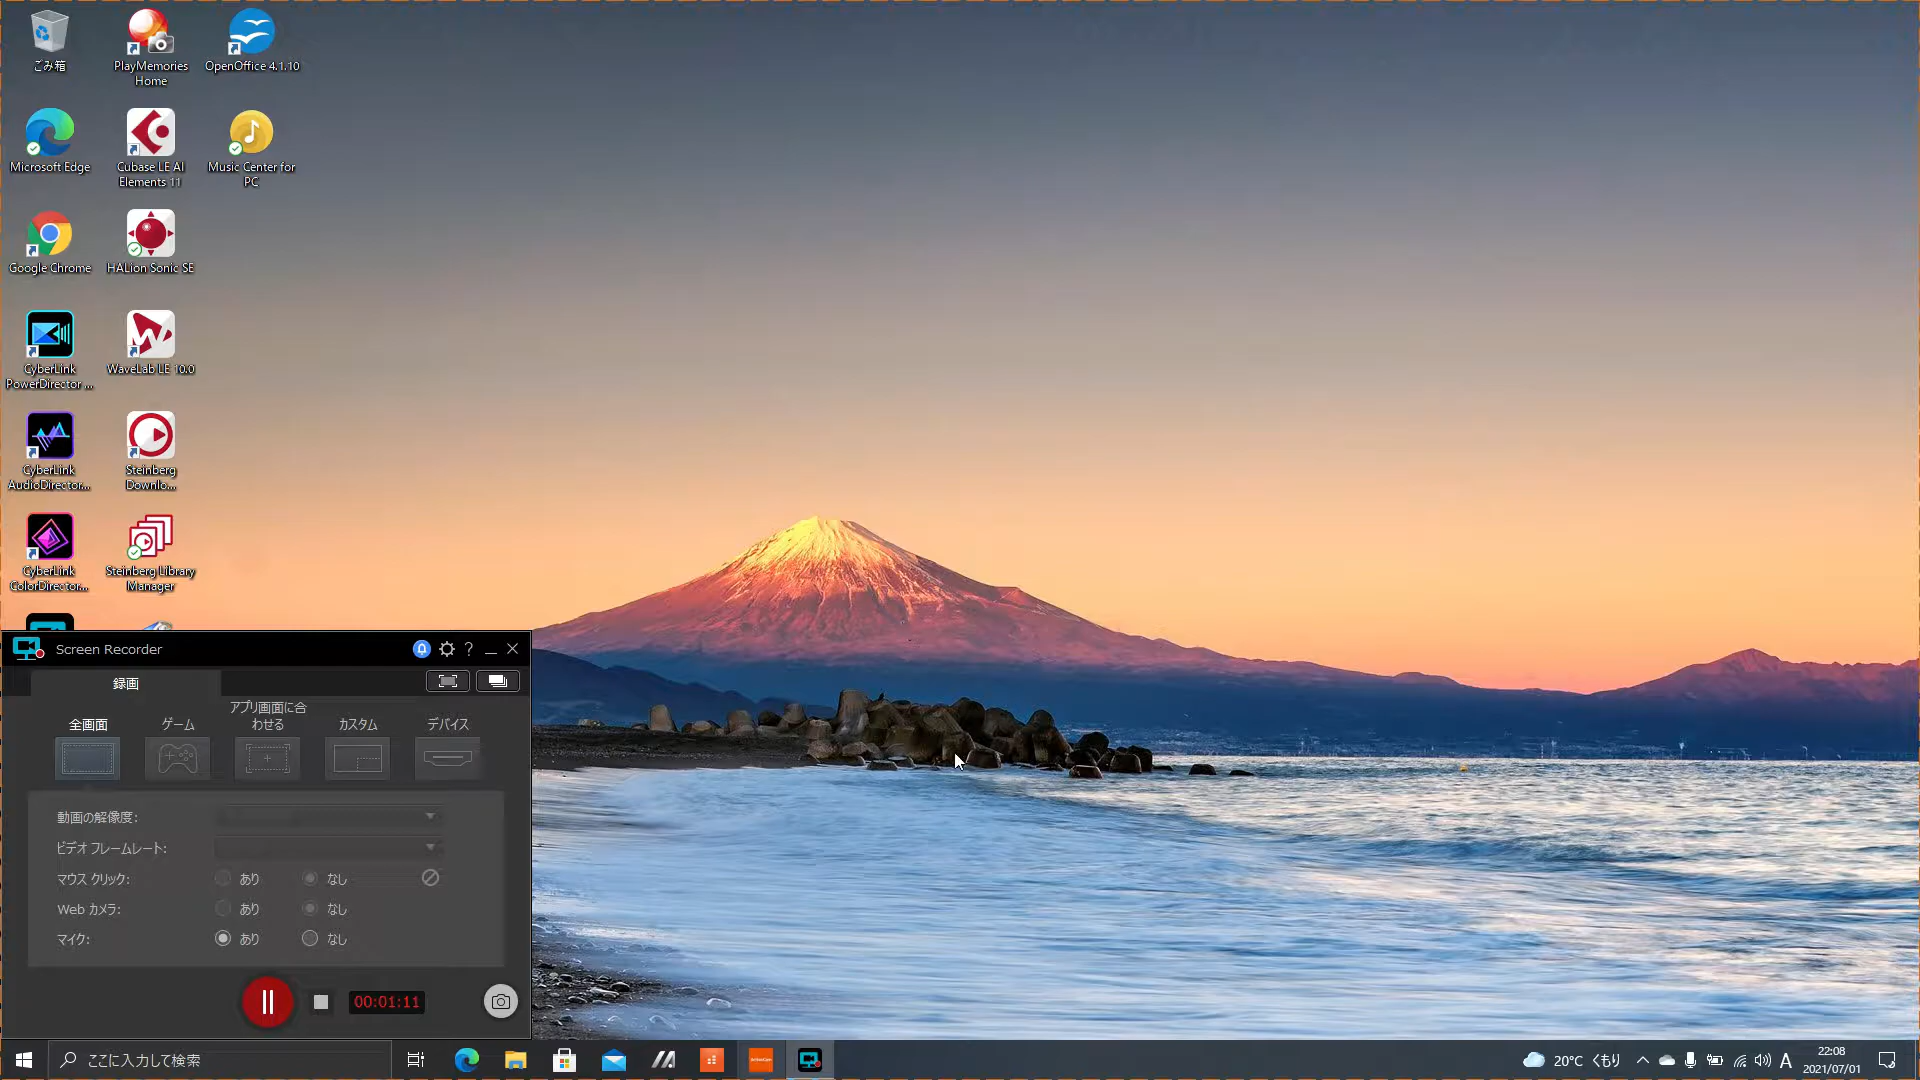 ごみ箱
PlayMemories
Home
OpenOffice 4.1.10
Microsoft Edge
Cubase LE AI
Elements 11
Music Center for
PC
Google Chrome
HALion Sonic SE
CyberLink
PowerDirector ...
WaveLab LE 10.0
CyberLink
AudioDirector...
Steinberg
Downlo...
CyberLink
ColorDirector...
Steinberg Library
Manager
Screen Recorder
?
録画
全画面
ゲーム
アプリ画面に合
わせる
カスタム
デバイス
動画の解像度:
ビデオ フレームレート:
マウス クリック:
あり
なし
Web カメラ:
あり
なし
マイク:
あり
なし
00:01:11
ここに入力して検索
20°C くもり
A
22:08
2021/07/01